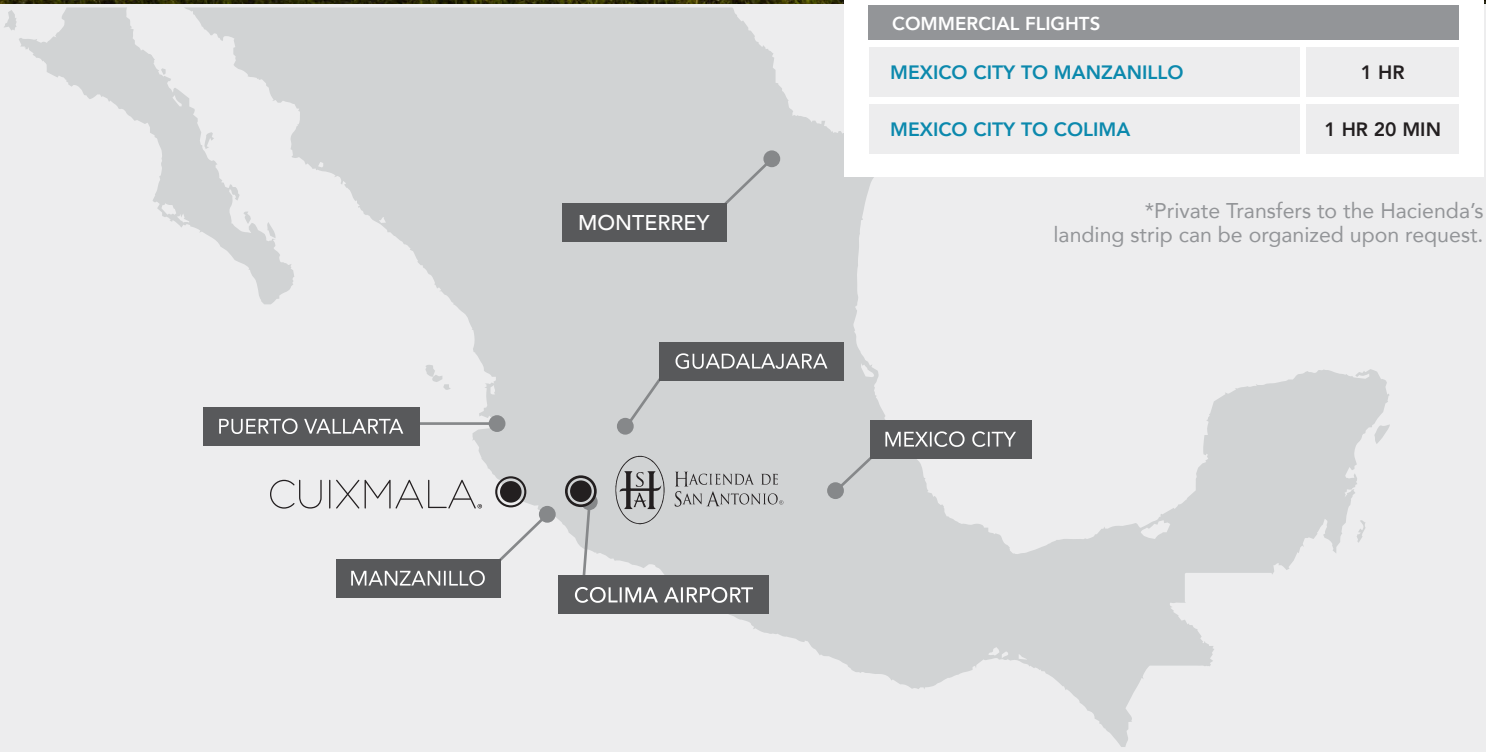 COMMERCIAL FLIGHTS
MEXICO CITY TO MANZANILLO 1 HR
MEXICO CITY TO COLIMA 1 HR 20 MIN
*Private Transfers to the Hacienda's
landing strip can be organized upon request.
MONTERREY
GUADALAJARA
PUERTO VALLARTA
MEXICO CITY
CUIXMALA®
HSA
HACIENDA DE
SAN ANTONIO®
MANZANILLO
COLIMA AIRPORT